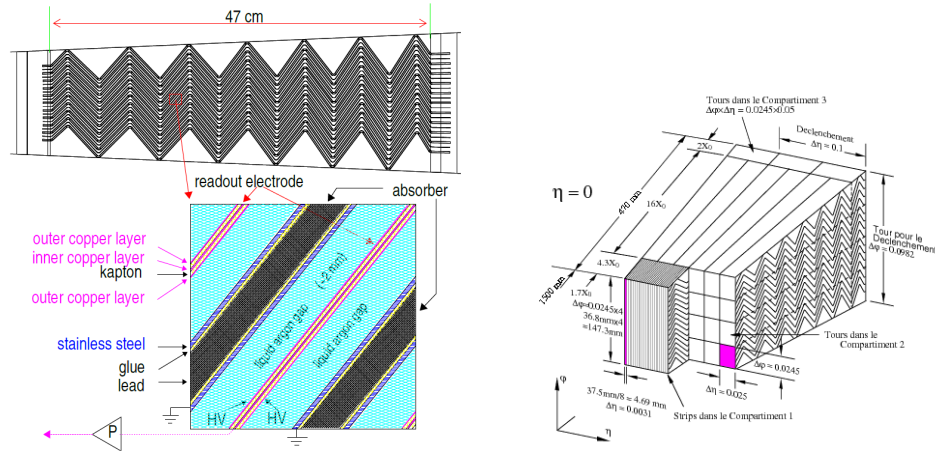 47 cm
readout electrode
absorber
outer copper layer
inner copper layer
kapton
outer copper layer
stainless steel
glue
lead
(~2 mm)
liquid argon gap
liquid argon gap
HV
HV
P
Tours dans le Compartiment 3
Δφ×Δη = 0.0245×0.05
Declenchement
Δη = 0.1
2X₀
η = 0
470 mm
16X₀
Tour pour le
Declenchement
Δφ = 0.0982
4.3X₀
1500 mm
1.7X₀
Δφ=0.0245x4
36.8mmx4
=147.3mm
Tours dans le
Compartiment 2
Δφ = 0.0245
Δη = 0.025
37.5mm/8 = 4.69 mm
Δη = 0.0031
Strips dans le Compartiment 1
φ
η